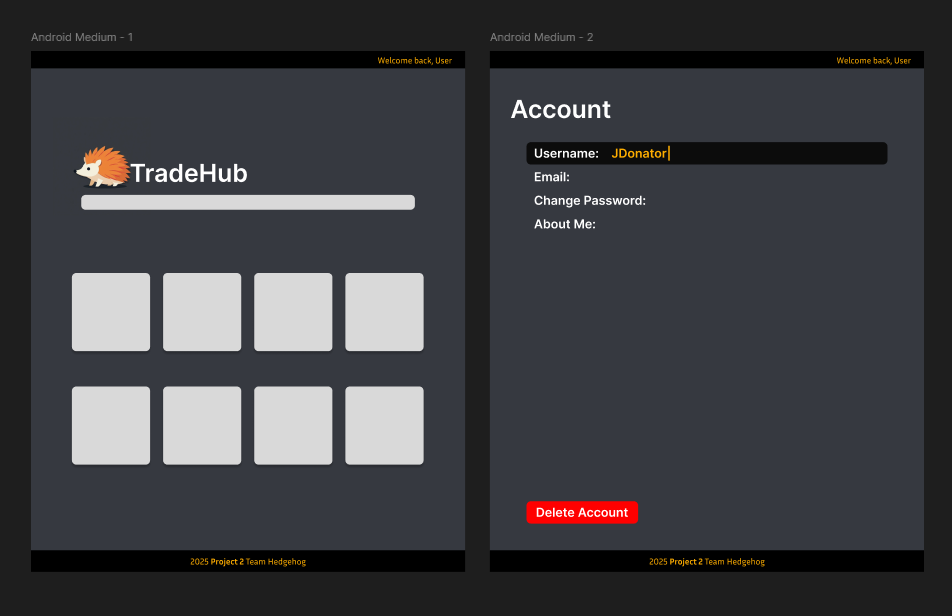 Android Medium - 1
Welcome back, User
TradeHub
2025 Project 2 Team Hedgehog
Android Medium - 2
Welcome back, User
Account
Username: JDonator
Email:
Change Password:
About Me:
Delete Account
2025 Project 2 Team Hedgehog